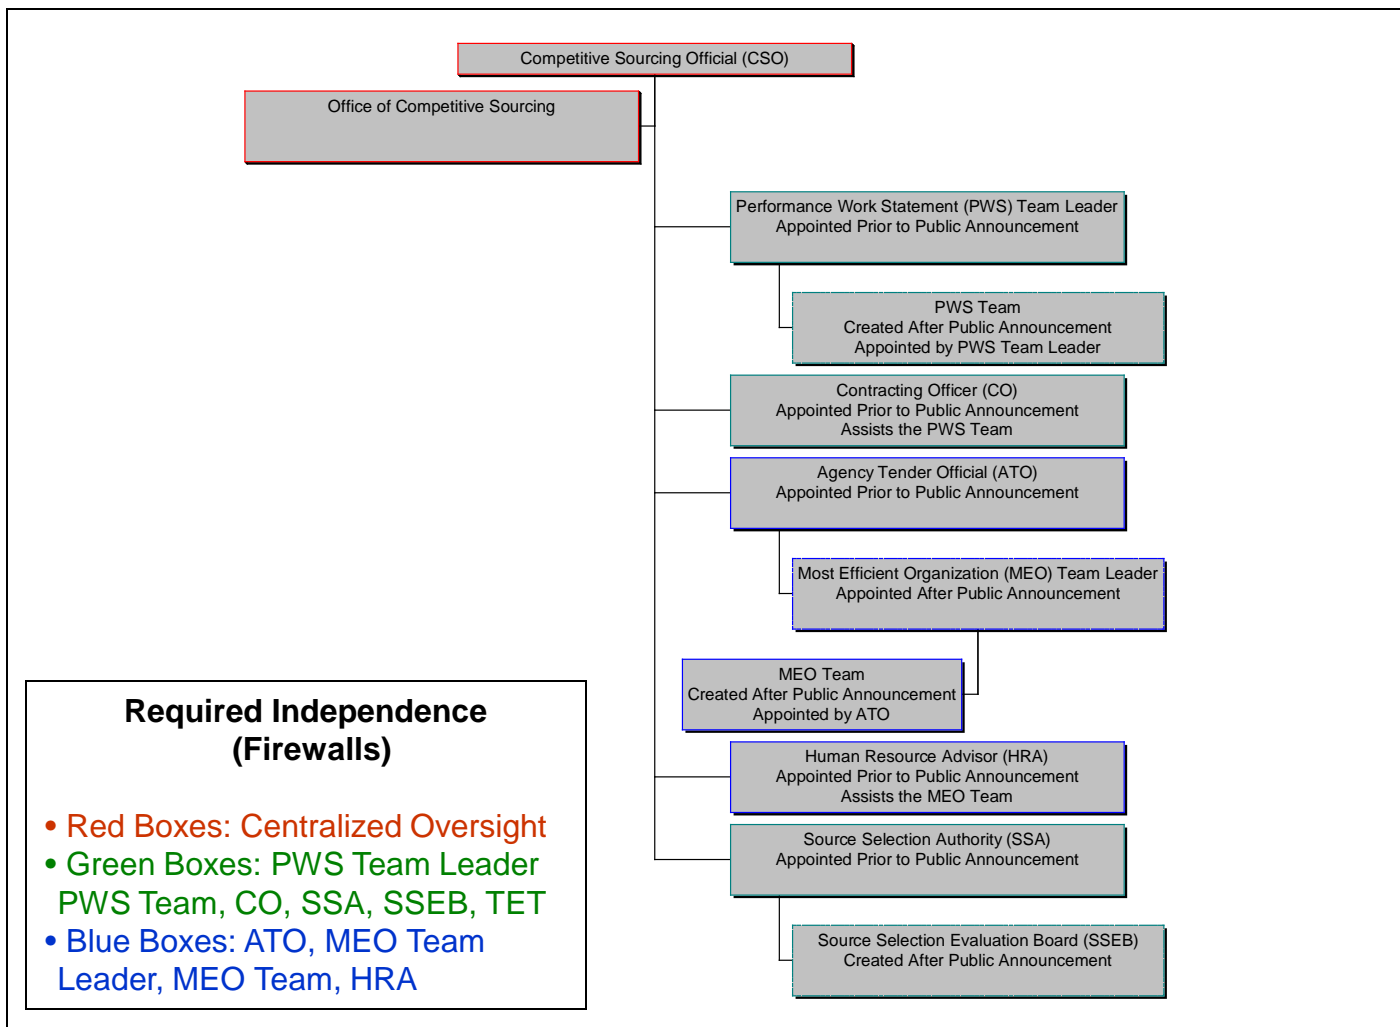 Competitive Sourcing Official (CSO)
Office of Competitive Sourcing
Performance Work Statement (PWS) Team Leader
Appointed Prior to Public Announcement
PWS Team
Created After Public Announcement
Appointed by PWS Team Leader
Contracting Officer (CO)
Appointed Prior to Public Announcement
Assists the PWS Team
Agency Tender Official (ATO)
Appointed Prior to Public Announcement
Most Efficient Organization (MEO) Team Leader
Appointed After Public Announcement
MEO Team
Created After Public Announcement
Appointed by ATO
Human Resource Advisor (HRA)
Appointed Prior to Public Announcement
Assists the MEO Team
Source Selection Authority (SSA)
Appointed Prior to Public Announcement
Source Selection Evaluation Board (SSEB)
Created After Public Announcement
Required Independence
(Firewalls)
• Red Boxes: Centralized Oversight
• Green Boxes: PWS Team Leader
PWS Team, CO, SSA, SSEB, TET
• Blue Boxes: ATO, MEO Team
Leader, MEO Team, HRA